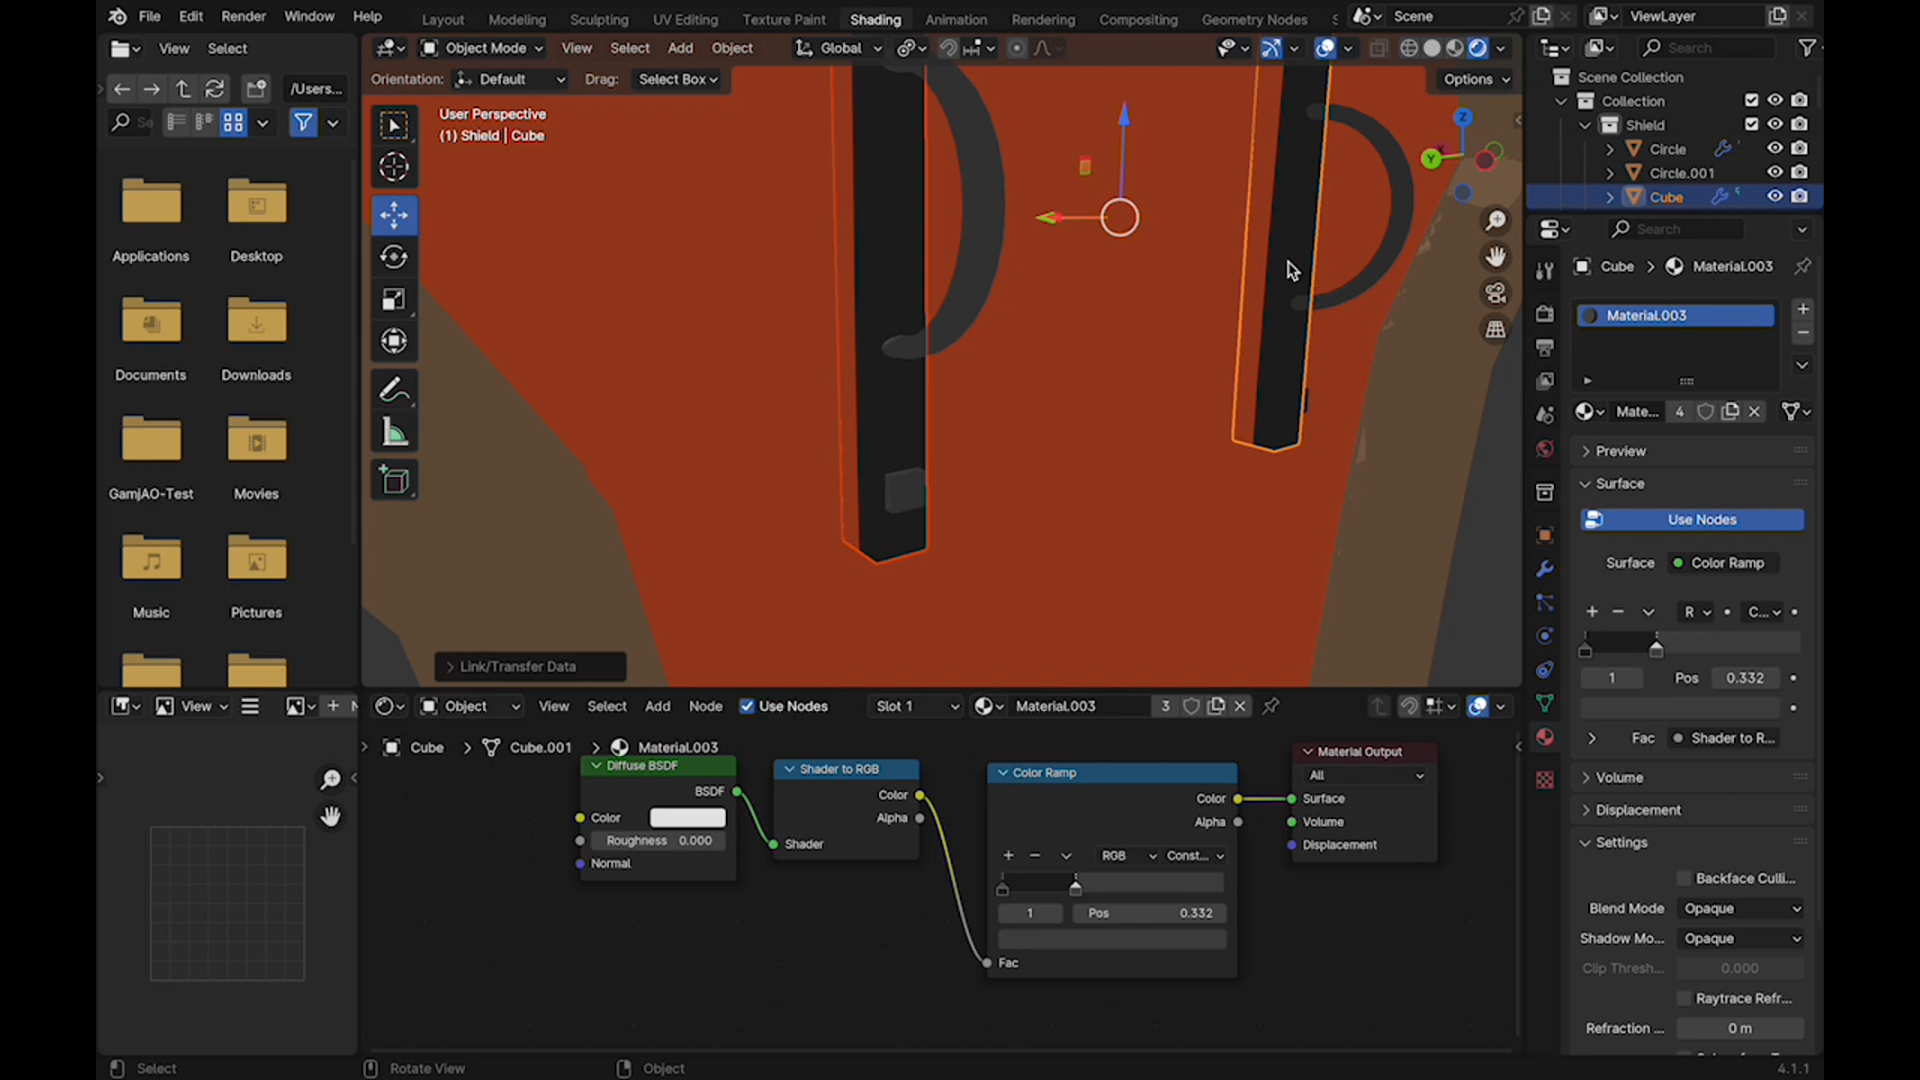 File Edit Render Window Help
Layout Modeling Sculpting UV Editing Texture Paint Shading Animation Rendering Compositing Geometry Nodes
Scene
ViewLayer
View Select
Object Mode View Select Add Object
Global
Search
Orientation: Default Drag: Select Box
Options
/Users...
Se
User Perspective
(1) Shield | Cube
Z
Y
X
Scene Collection
Collection
Shield
Circle
Circle.001
Cube
Applications
Desktop
Documents
Downloads
GamjAO-Test
Movies
Music
Pictures
Search
Cube > Material.003
Material.003
Mate... 4
Preview
Surface
Use Nodes
Surface Color Ramp
R C...
1 Pos 0.332
Fac Shader to R...
Volume
Displacement
Settings
Backface Culli...
Blend Mode Opaque
Shadow Mo... Opaque
Clip Thresh... 0.000
Raytrace Refr...
Refraction ... 0 m
Link/Transfer Data
View
Object View Select Add Node Use Nodes Slot 1 Material.003 3
Cube > Cube.001 > Material.003
Diffuse BSDF
BSDF
Color
Roughness 0.000
Normal
Shader to RGB
Color
Alpha
Shader
Color Ramp
Color
Alpha
RGB Const...
1 Pos 0.332
Fac
Material Output
All
Surface
Volume
Displacement
Select
Rotate View
Object
4.1.1